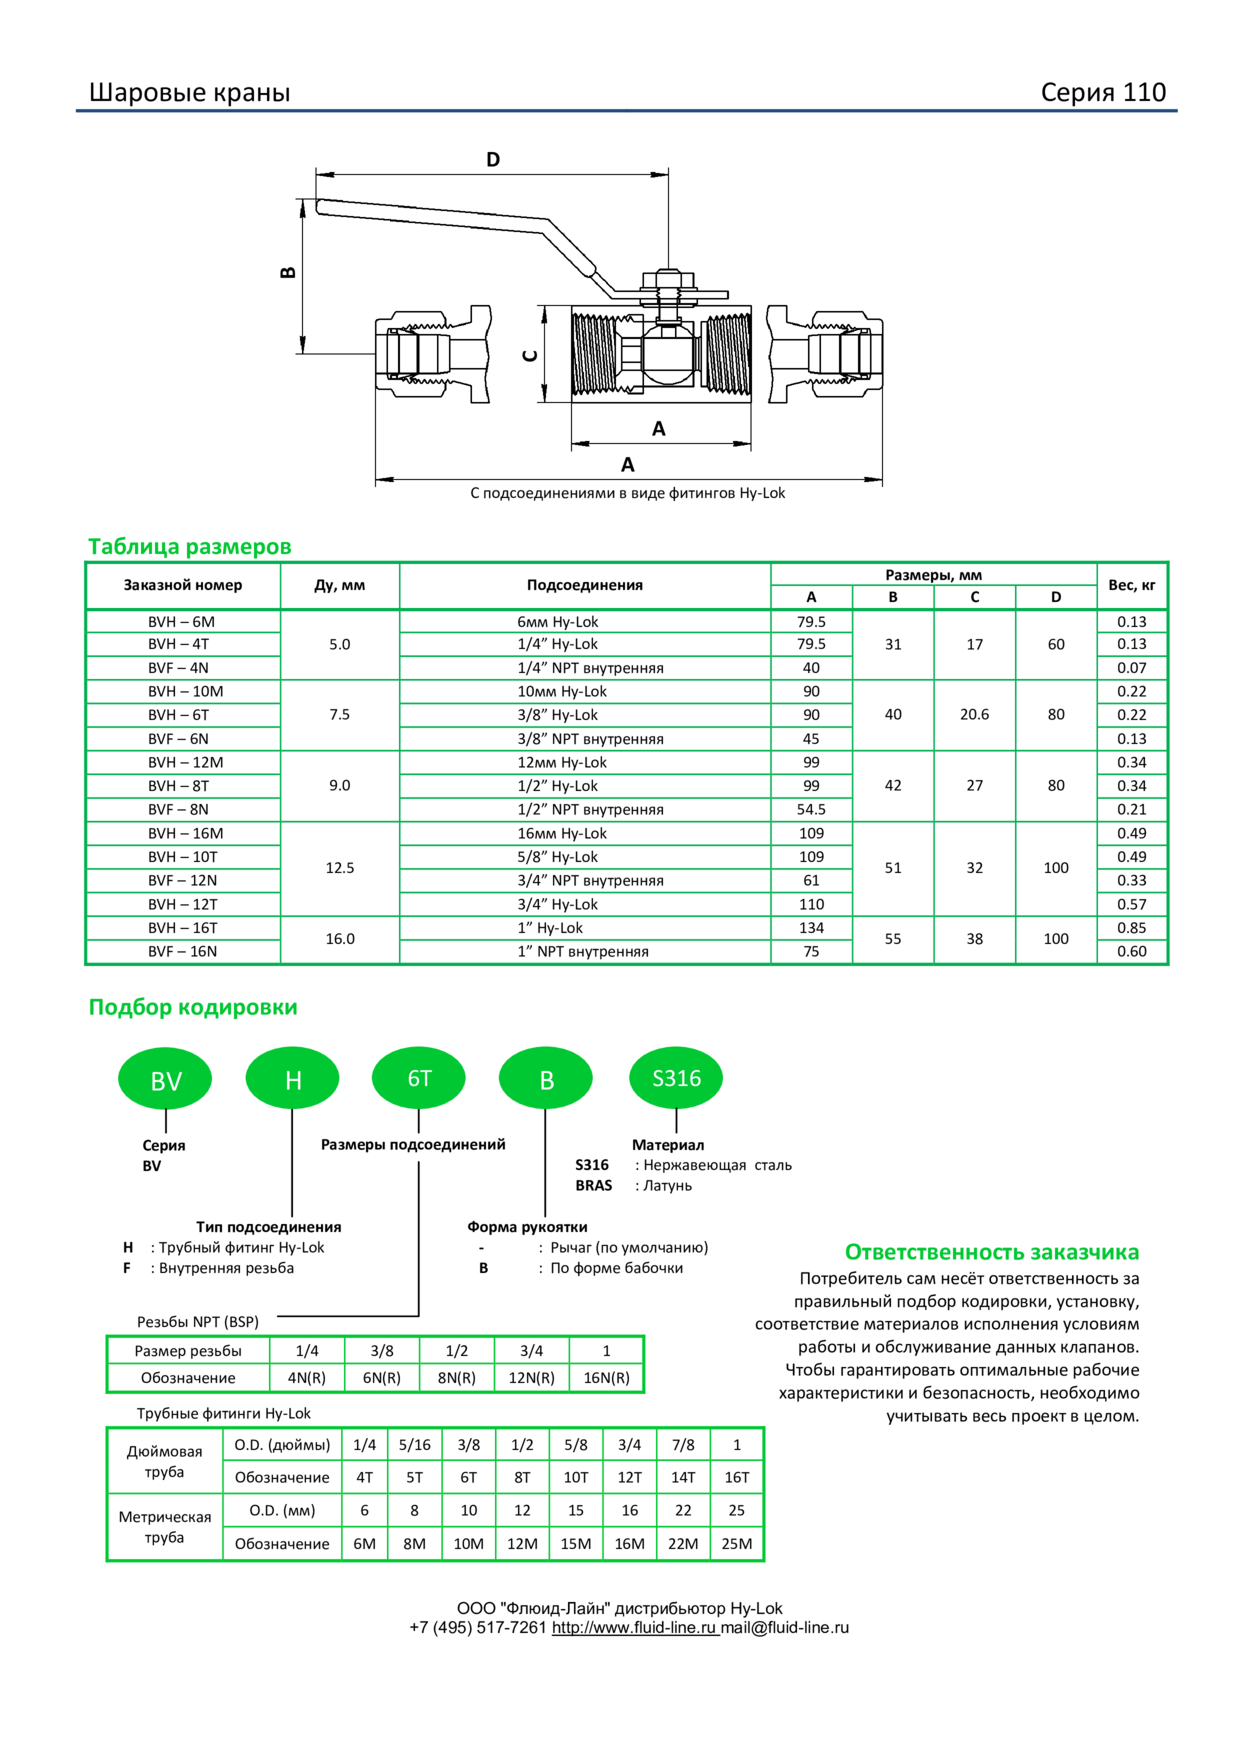 Шаровые краны Серия 110
D
B
C
A
A
С подсоединениями в виде фитингов Hy-Lok
Таблица размеров
Заказной номер Ду, мм Подсоединения Размеры, мм Вес, кг
A B C D
BVH – 6M 5.0 6мм Hy-Lok 79.5 31 17 60 0.13
BVH – 4T 1/4” Hy-Lok 79.5 0.13
BVF – 4N 1/4” NPT внутренняя 40 0.07
BVH – 10M 7.5 10мм Hy-Lok 90 40 20.6 80 0.22
BVH – 6T 3/8” Hy-Lok 90 0.22
BVF – 6N 3/8” NPT внутренняя 45 0.13
BVH – 12M 9.0 12мм Hy-Lok 99 42 27 80 0.34
BVH – 8T 1/2” Hy-Lok 99 0.34
BVF – 8N 1/2” NPT внутренняя 54.5 0.21
BVH – 16M 12.5 16мм Hy-Lok 109 51 32 100 0.49
BVH – 10T 5/8” Hy-Lok 109 0.49
BVF – 12N 3/4” NPT внутренняя 61 0.33
BVH – 12T 3/4” Hy-Lok 110 0.57
BVH – 16T 16.0 1” Hy-Lok 134 55 38 100 0.85
BVF – 16N 1” NPT внутренняя 75 0.60
Подбор кодировки
BV H 6T B S316
Серия
BV
Размеры подсоединений
Материал
S316 : Нержавеющая сталь
BRAS : Латунь
Тип подсоединения
H : Трубный фитинг Hy-Lok
F : Внутренняя резьба
Форма рукоятки
- : Рычаг (по умолчанию)
B : По форме бабочки
Ответственность заказчика
Потребитель сам несёт ответственность за
правильный подбор кодировки, установку,
соответствие материалов исполнения условиям
работы и обслуживание данных клапанов.
Чтобы гарантировать оптимальные рабочие
характеристики и безопасность, необходимо
учитывать весь проект в целом.
Резьбы NPT (BSP)
Размер резьбы 1/4 3/8 1/2 3/4 1
Обозначение 4N(R) 6N(R) 8N(R) 12N(R) 16N(R)
Трубные фитинги Hy-Lok
Дюймовая
труба
O.D. (дюймы) 1/4 5/16 3/8 1/2 5/8 3/4 7/8 1
Обозначение 4T 5T 6T 8T 10T 12T 14T 16T
Метрическая
труба
O.D. (мм) 6 8 10 12 15 16 22 25
Обозначение 6M 8M 10M 12M 15M 16M 22M 25M
ООО "Флюид-Лайн" дистрибьютор Hy-Lok
+7 (495) 517-7261 http://www.fluid-line.ru mail@fluid-line.ru